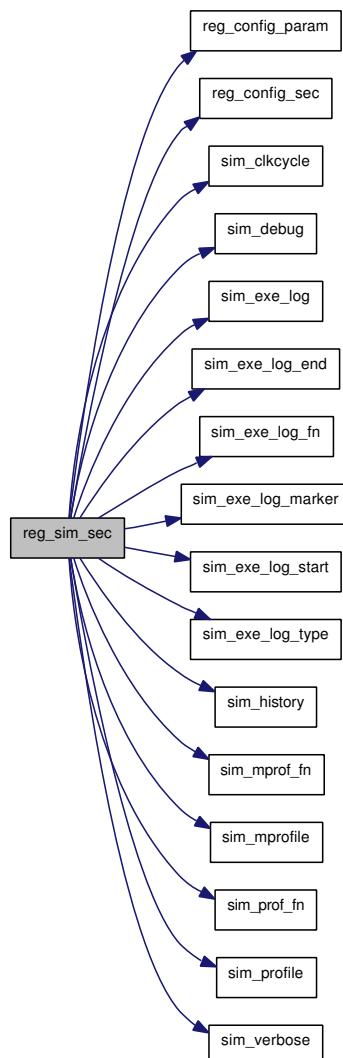 reg_config_param
reg_config_sec
sim_clkcycle
sim_debug
sim_exe_log
sim_exe_log_end
sim_exe_log_fn
sim_exe_log_marker
reg_sim_sec
sim_exe_log_start
sim_exe_log_type
sim_history
sim_mprof_fn
sim_mprofile
sim_prof_fn
sim_profile
sim_verbose